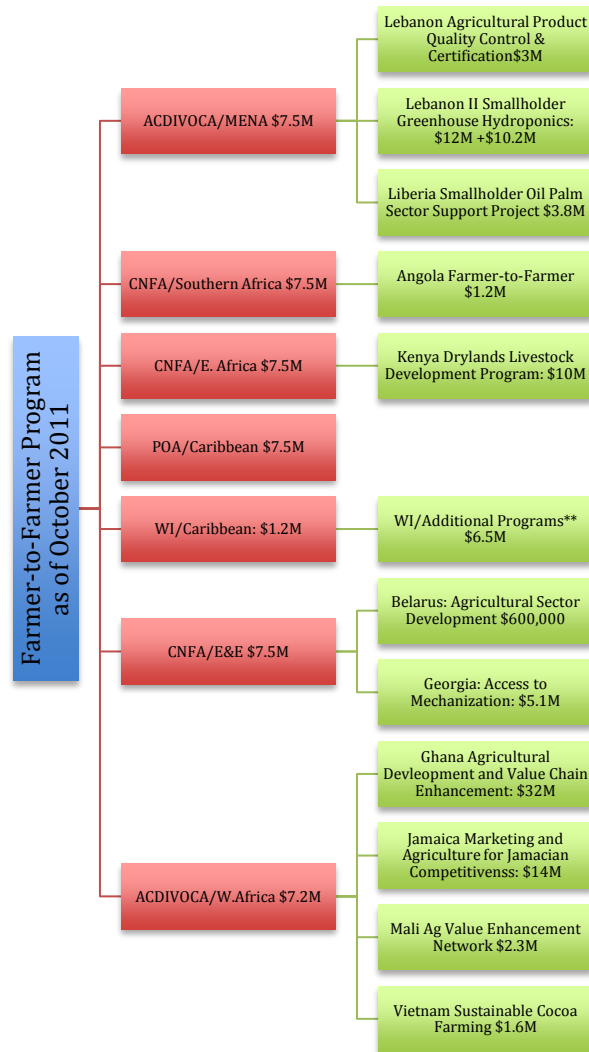 Farmer-to-Farmer Program
as of October 2011
ACDIVOCA/MENA $7.5M
Lebanon Agricultural Product
Quality Control &
Certification$3M
Lebanon II Smallholder
Greenhouse Hydroponics:
$12M +$10.2M
Liberia Smallholder Oil Palm
Sector Support Project $3.8M
CNFA/Southern Africa $7.5M
Angola Farmer-to-Farmer
$1.2M
CNFA/E. Africa $7.5M
Kenya Drylands Livestock
Development Program: $10M
POA/Caribbean $7.5M
WI/Caribbean: $1.2M
WI/Additional Programs**
$6.5M
CNFA/E&E $7.5M
Belarus: Agricultural Sector
Development $600,000
Georgia: Access to
Mechanization: $5.1M
ACDIVOCA/W.Africa $7.2M
Ghana Agricultural
Devleopment and Value Chain
Enhancement: $32M
Jamaica Marketing and
Agriculture for Jamacian
Competitivenss: $14M
Mali Ag Value Enhancement
Network $2.3M
Vietnam Sustainable Cocoa
Farming $1.6M